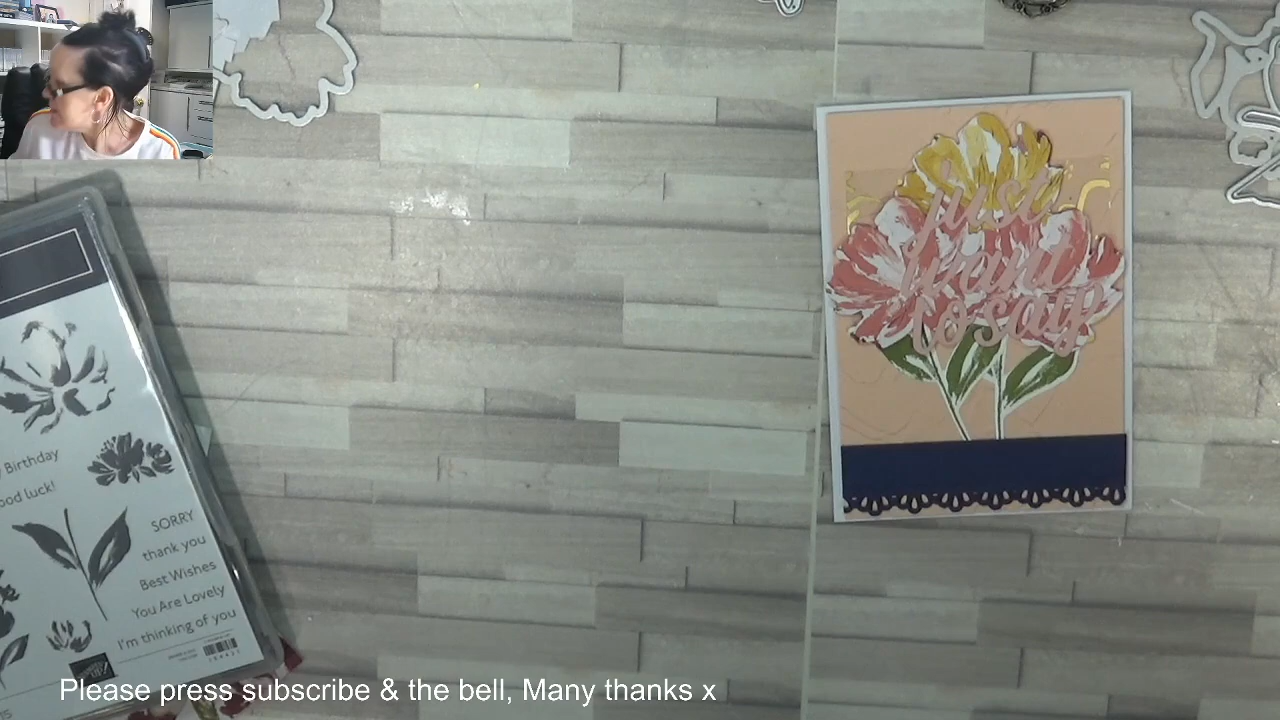 Birthday
ood luck!
SORRY
thank you
Best Wishes
You Are Lovely
I'm thinking of you
just
want
to say
Please press subscribe & the bell, Many thanks x